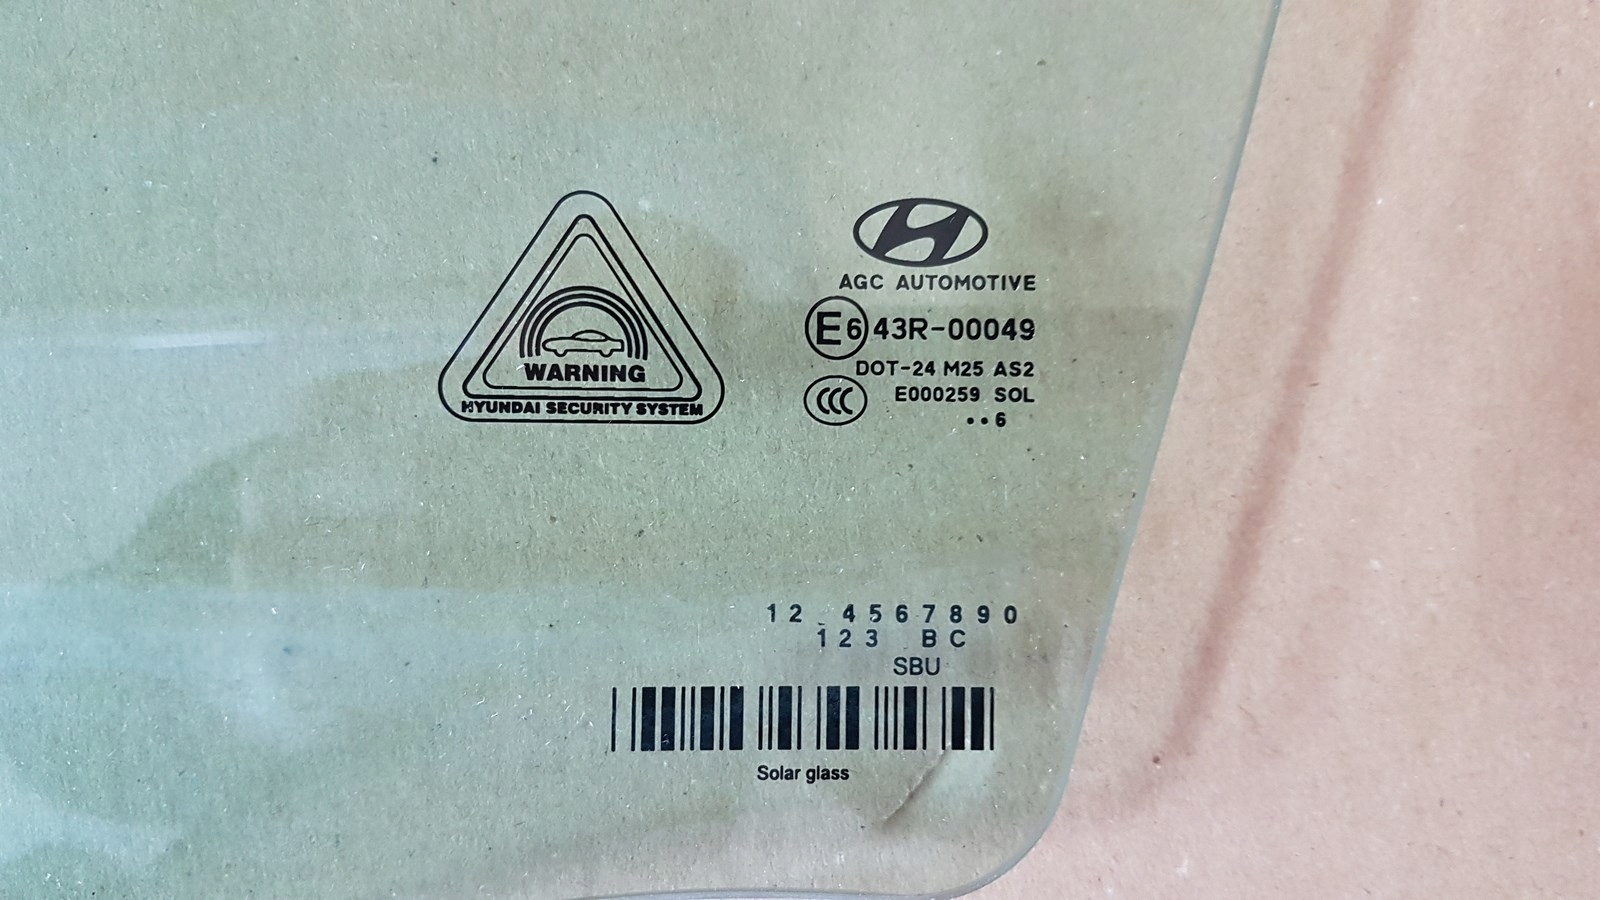 WARNING
HYUNDAI SECURITY SYSTEM
AGC AUTOMOTIVE
E6 43R-00049
DOT-24 M25 AS2
CCC E000259 SOL
••6
12 4567890
123 BC
SBU
Solar glass